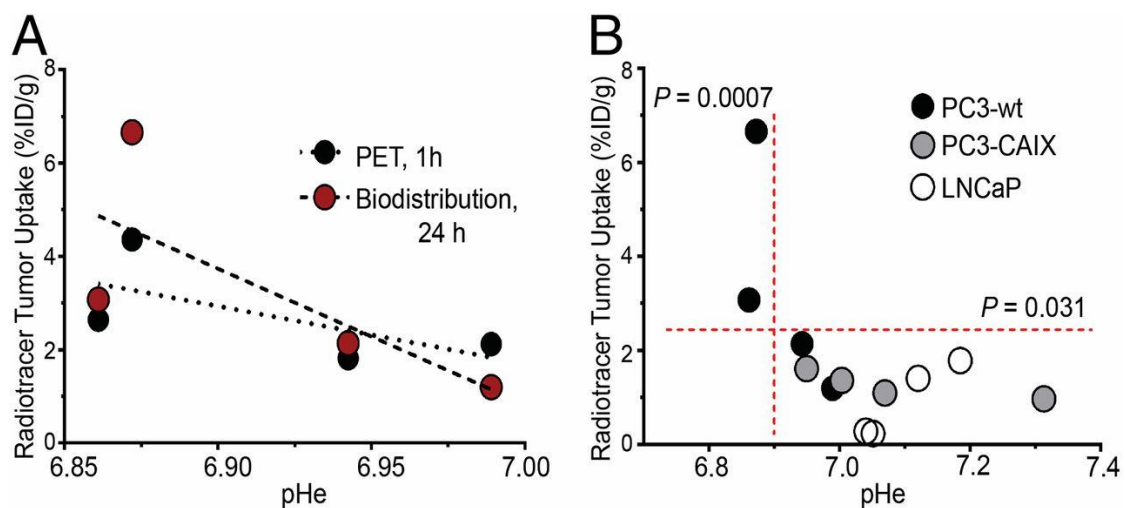 A
Radiotracer Tumor Uptake (%ID/g)
8
6
4
2
0
6.85
6.90
6.95
7.00
pHe
PET, 1h
Biodistribution,
24 h
B
Radiotracer Tumor Uptake (%ID/g)
8
6
4
2
0
6.8
7.0
7.2
7.4
pHe
P = 0.0007
PC3-wt
PC3-CAIX
LNCaP
P = 0.031